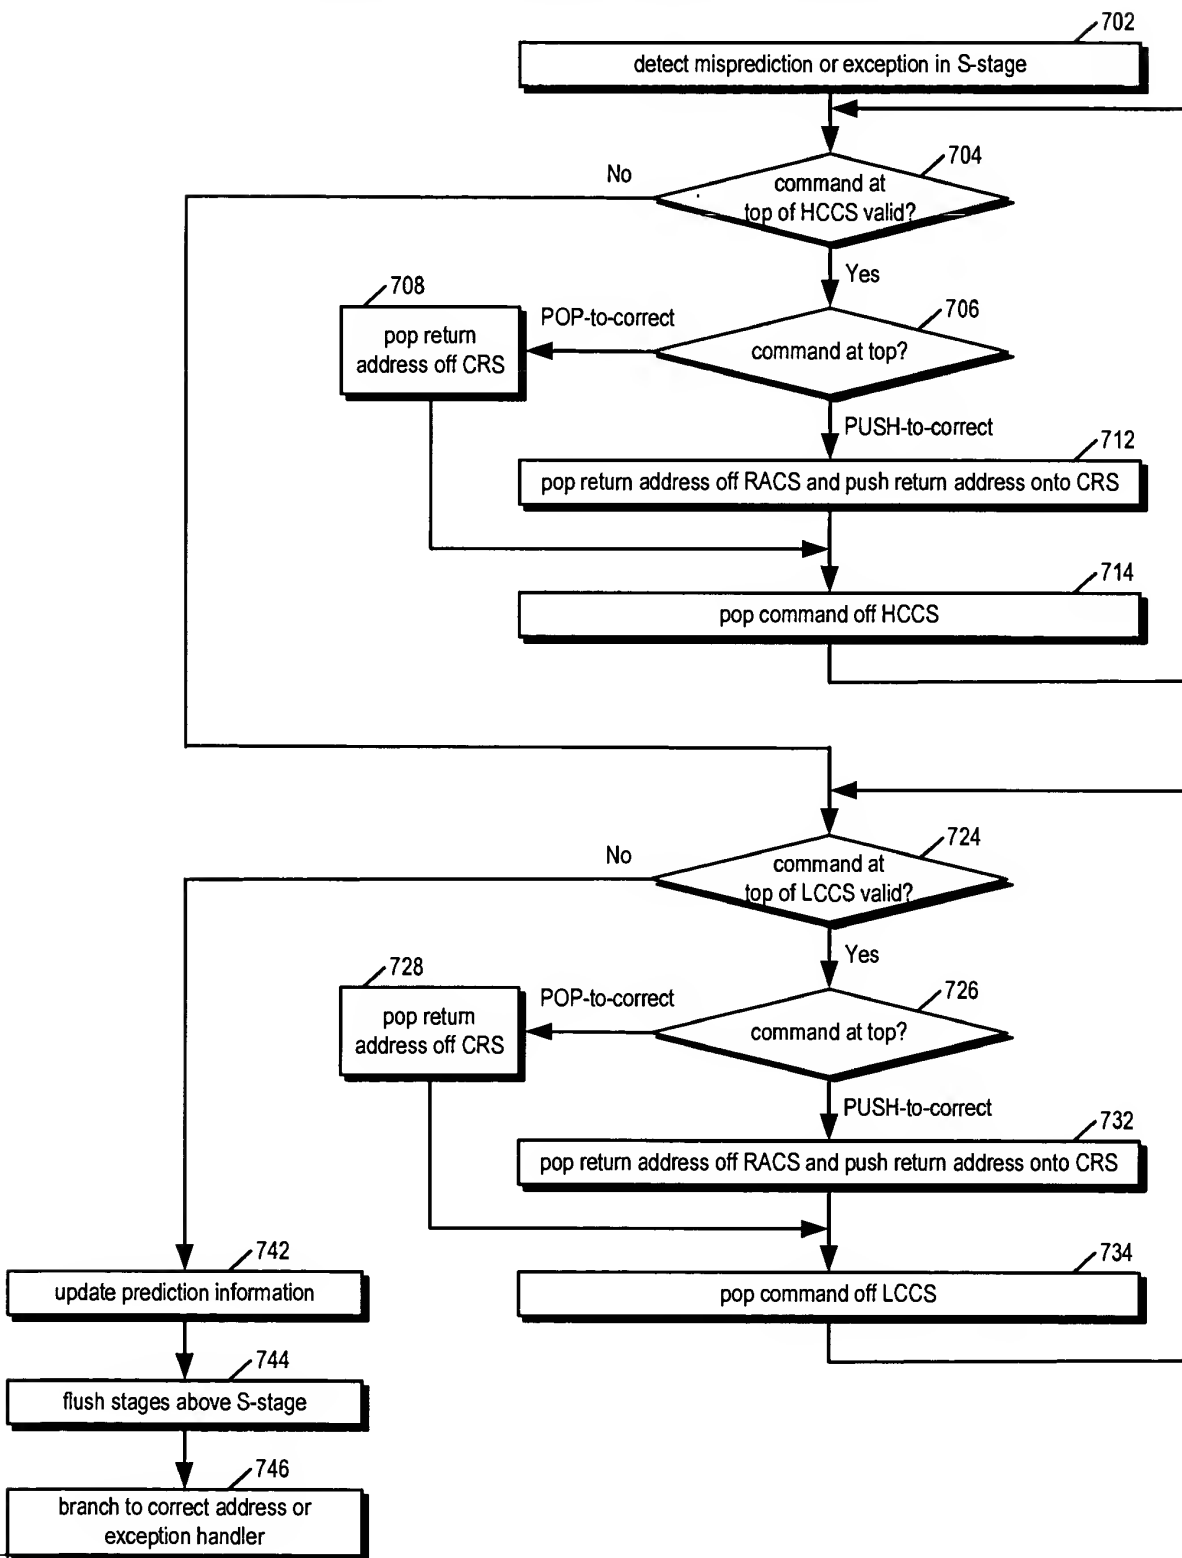 702
detect misprediction or exception in S-stage
704
No
command at
top of HCCS valid?
Yes
708
706
pop return
address off CRS
POP-to-correct
command at top?
PUSH-to-correct
712
pop return address off RACS and push return address onto CRS
714
pop command off HCCS
724
No
command at
top of LCCS valid?
Yes
728
726
pop return
address off CRS
POP-to-correct
command at top?
PUSH-to-correct
732
pop return address off RACS and push return address onto CRS
734
pop command off LCCS
742
update prediction information
744
flush stages above S-stage
746
branch to correct address or
exception handler